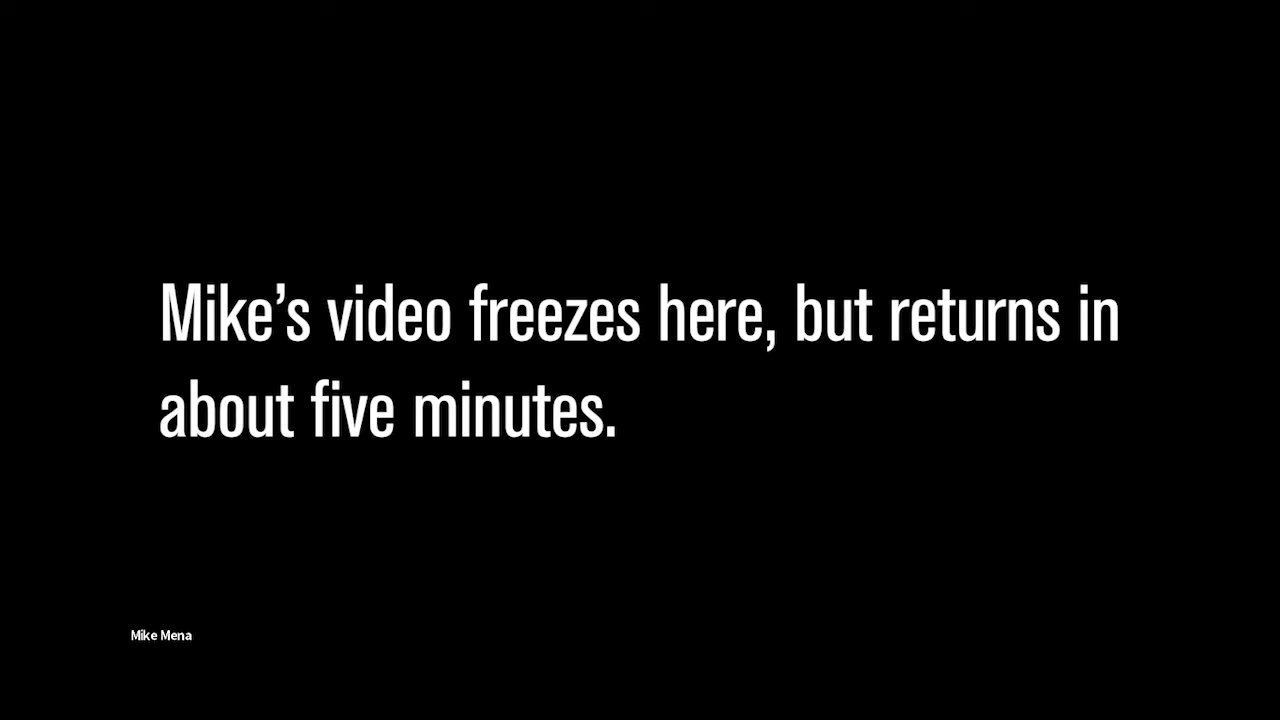 Mike’s video freezes here, but returns in
about five minutes.
Mike Mena